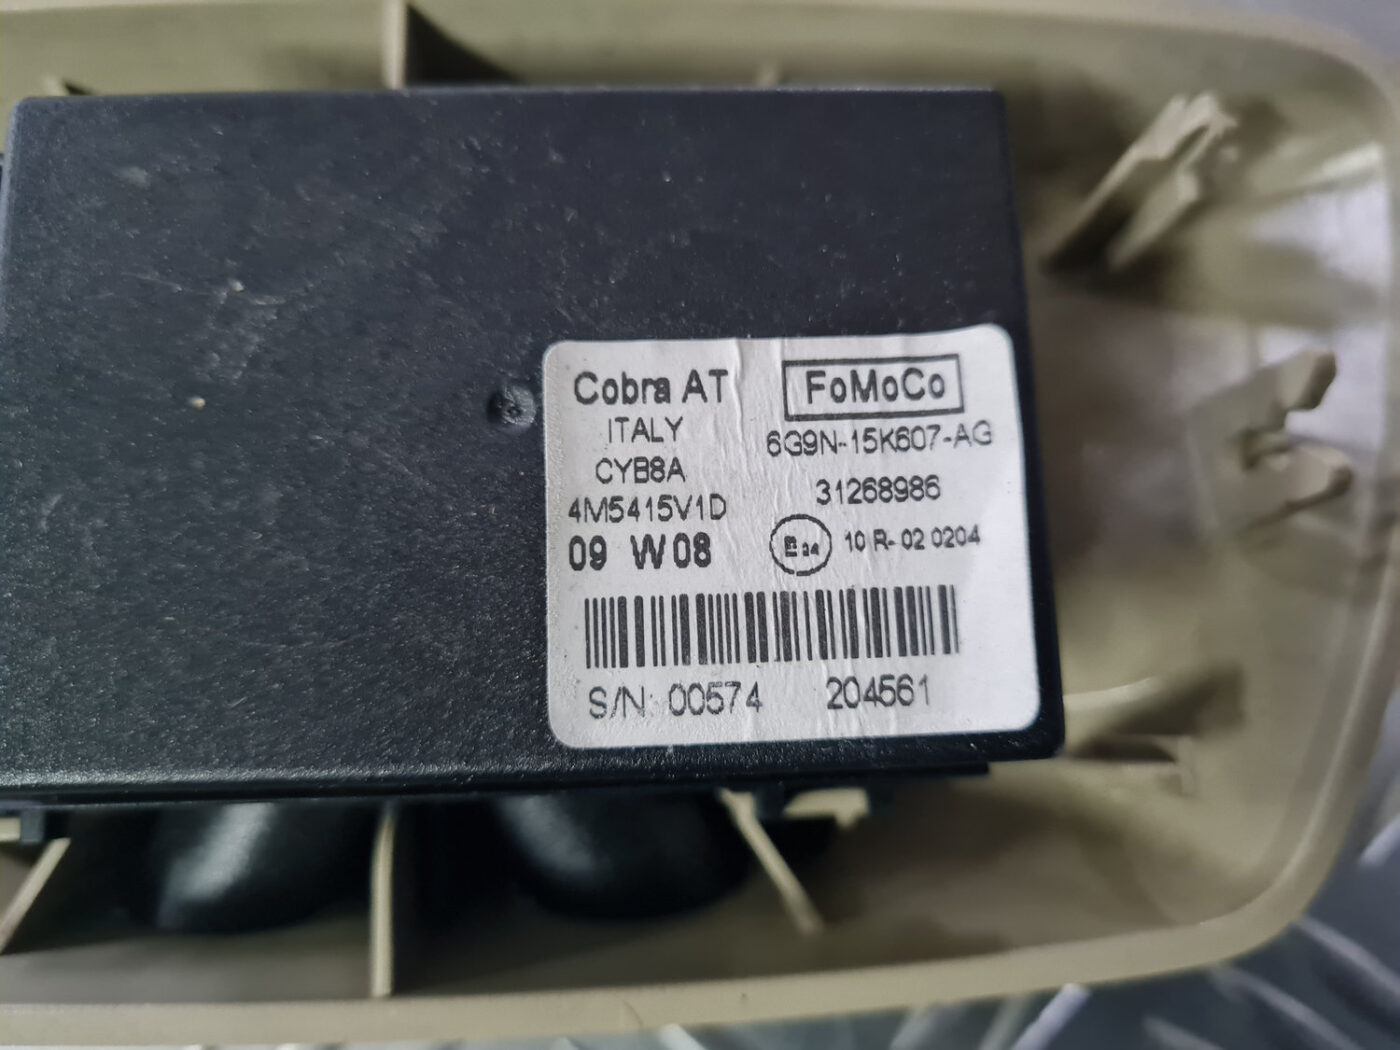 Cobra AT
ITALY
CYB8A
4M5415V1D
09 W08
FoMoCo
6G9N-15K607-AG
31268986
E24 10 R-02 0204
S/N: 00574 204561